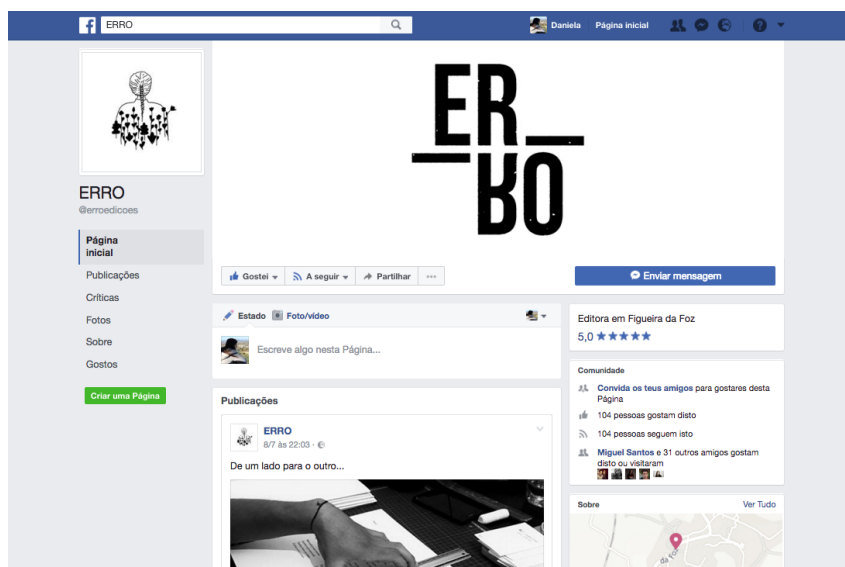 ERRO
Daniela
Página inicial
ER_
_RO
ERRO
@erroedicoes
Página
inicial
Publicações
Críticas
Fotos
Sobre
Gostos
Criar uma Página
Gostei
A seguir
Partilhar
Enviar mensagem
Estado
Foto/vídeo
Escreve algo nesta Página...
Publicações
ERRO
8/7 às 22:03 ·
De um lado para o outro...
Editora em Figueira da Foz
5,0 ★★★★★
Comunidade
Convida os teus amigos para gostares desta
Página
104 pessoas gostam disto
104 pessoas seguem isto
Miguel Santos e 31 outros amigos gostam
disto ou visitaram
Sobre
Ver Tudo
da Foz